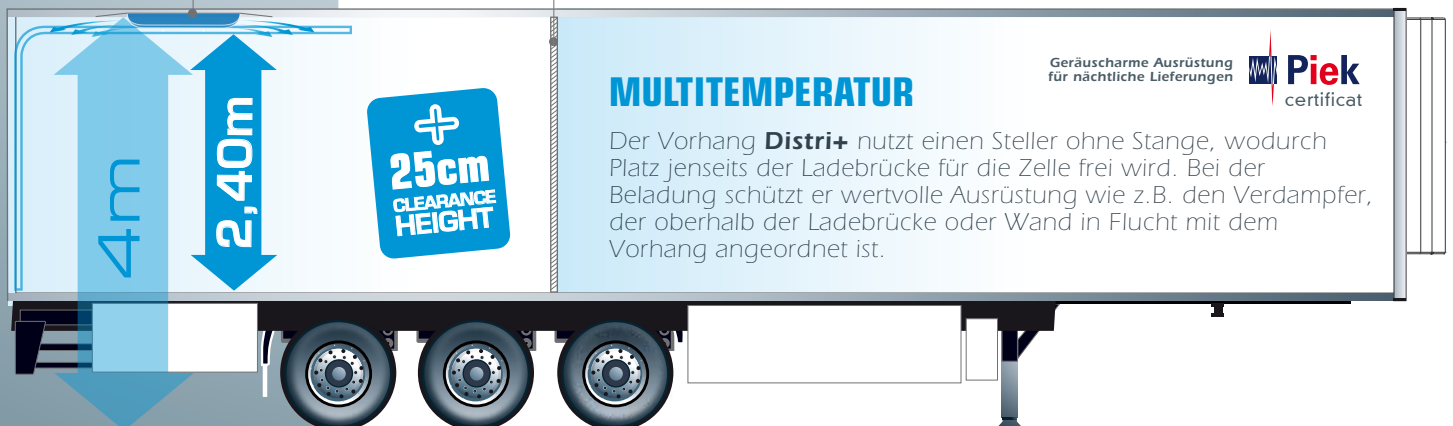 4m
2,40m
+
25cm
CLEARANCE
HEIGHT
MULTITEMPERATUR
Geräuscharme Ausrüstung
für nächtliche Lieferungen
Piek
certificat
Der Vorhang Distri+ nutzt einen Steller ohne Stange, wodurch
Platz jenseits der Ladebrücke für die Zelle frei wird. Bei der
Beladung schützt er wertvolle Ausrüstung wie z.B. den Verdampfer,
der oberhalb der Ladebrücke oder Wand in Flucht mit dem
Vorhang angeordnet ist.